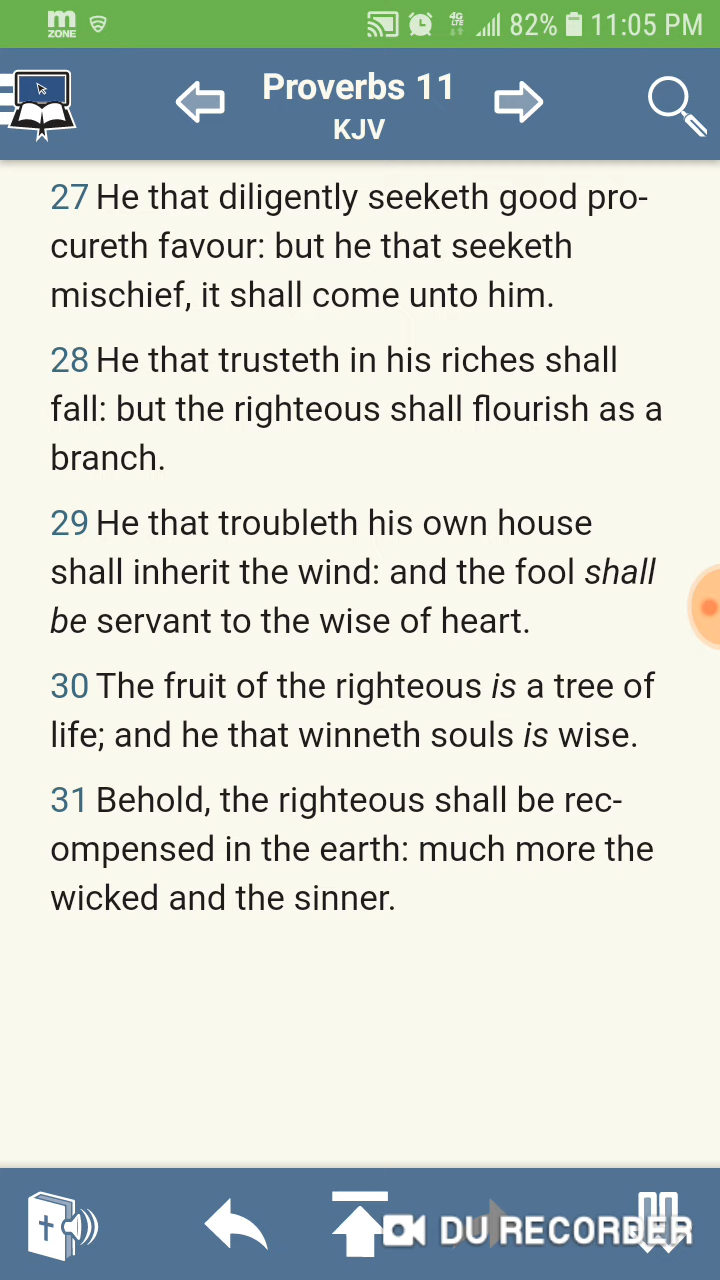 m
ZONE
4G
LTE
82%
11:05 PM
Proverbs 11
KJV
27 He that diligently seeketh good pro-
cureth favour: but he that seeketh
mischief, it shall come unto him.
28 He that trusteth in his riches shall
fall: but the righteous shall flourish as a
branch.
29 He that troubleth his own house
shall inherit the wind: and the fool shall
be servant to the wise of heart.
30 The fruit of the righteous is a tree of
life; and he that winneth souls is wise.
31 Behold, the righteous shall be rec-
ompensed in the earth: much more the
wicked and the sinner.
DU RECORDER